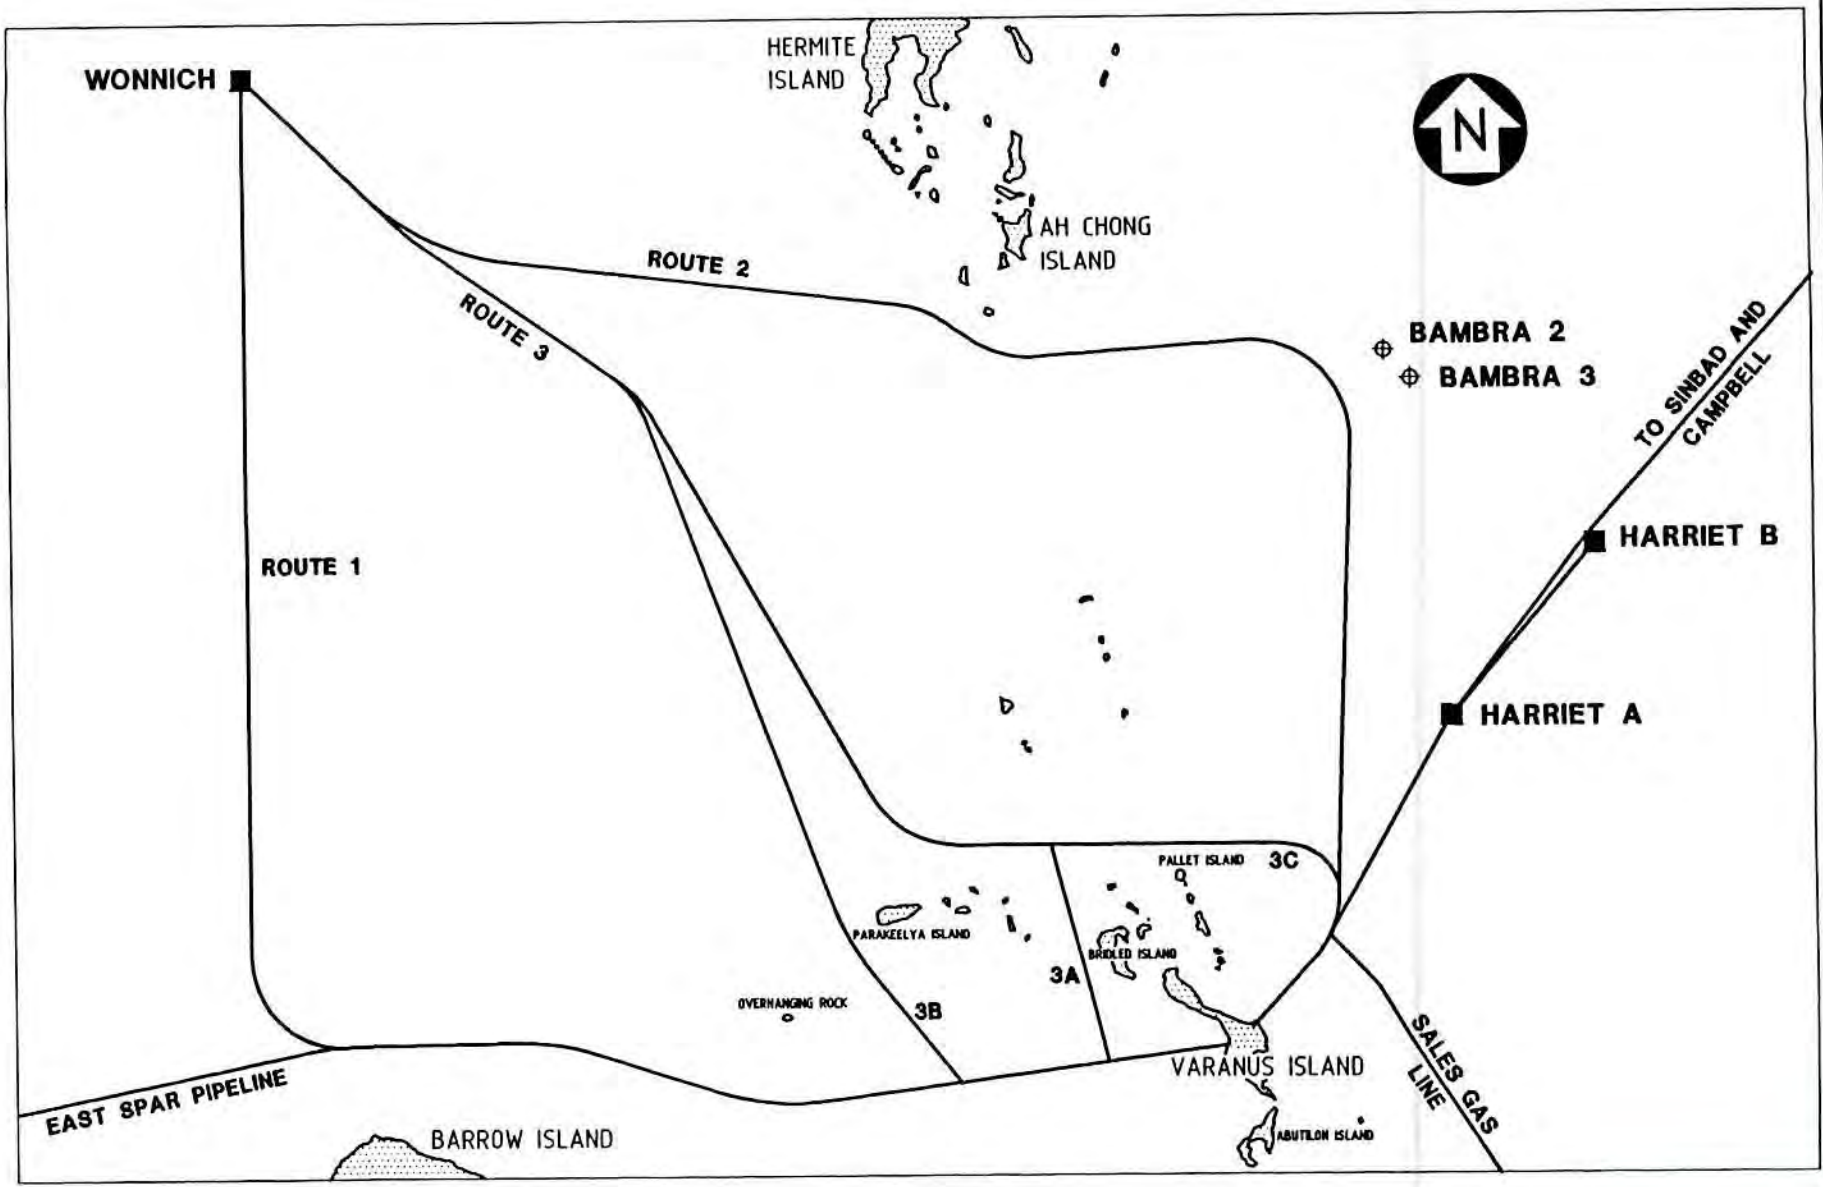 HERMITE
ISLAND
WONNICH
N
AH CHONG
ISLAND
ROUTE 2
ROUTE 3
BAMBRA 2
BAMBRA 3
TO SINBAD AND
CAMPBELL
HARRIET B
ROUTE 1
HARRIET A
PALLET ISLAND
3C
PARAKEELYA ISLAND
BRIDLED ISLAND
3A
OVERHANGING ROCK
3B
SALES GAS
LINE
VARANUS ISLAND
EAST SPAR PIPELINE
BARROW ISLAND
ABUTILON ISLAND